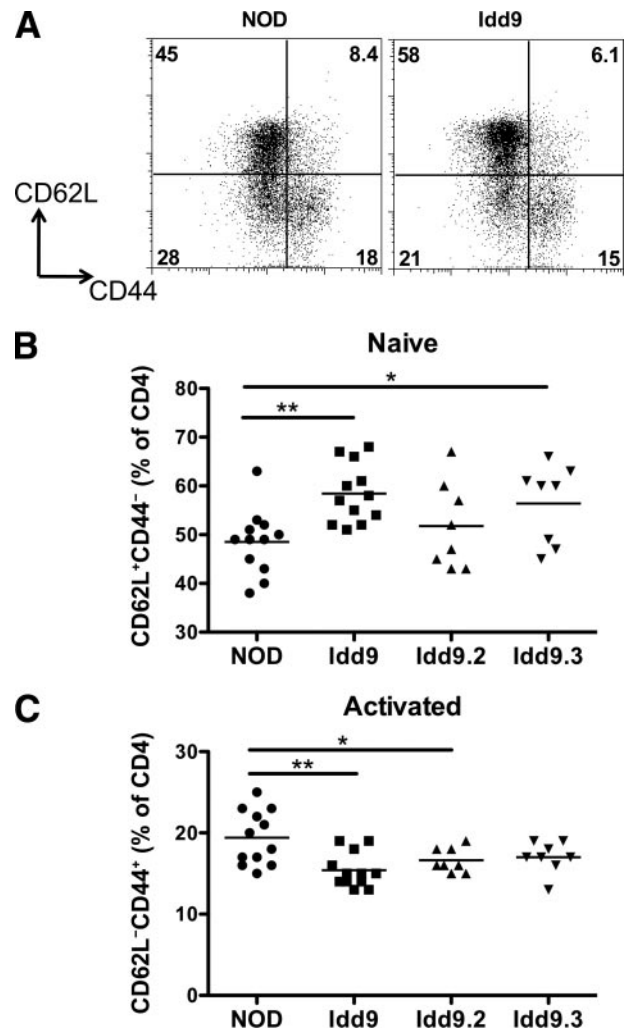 A
NOD
Idd9
45
8.4
58
6.1
CD62L
28
18
21
15
CD44
B
Naive
CD62L⁺CD44⁻ (% of CD4)
80
70
60
50
40
30
*
**
NOD
Idd9
Idd9.2
Idd9.3
C
Activated
CD62L⁻CD44⁺ (% of CD4)
30
20
10
0
*
**
NOD
Idd9
Idd9.2
Idd9.3